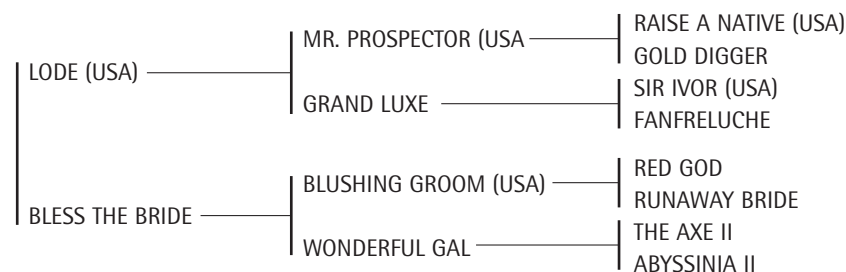 RAISE A NATIVE (USA)
MR. PROSPECTOR (USA
GOLD DIGGER
LODE (USA)
SIR IVOR (USA)
GRAND LUXE
FANFRELUCHE
RED GOD
BLUSHING GROOM (USA)
RUNAWAY BRIDE
BLESS THE BRIDE
THE AXE II
WONDERFUL GAL
ABYSSINIA II